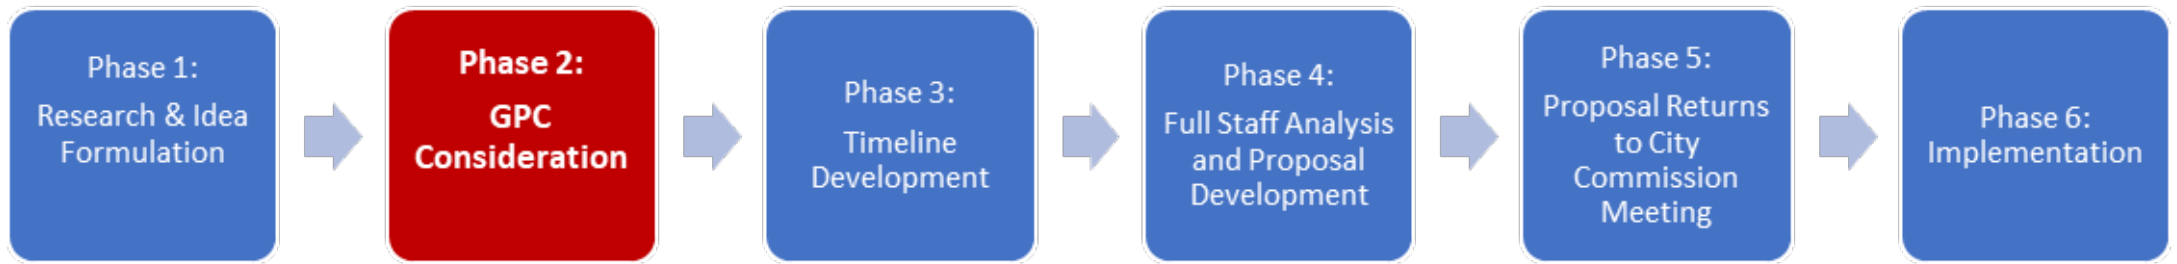 Phase 1:
Research & Idea
Formulation
Phase 2:
GPC
Consideration
Phase 3:
Timeline
Development
Phase 4:
Full Staff Analysis
and Proposal
Development
Phase 5:
Proposal Returns
to City
Commission
Meeting
Phase 6:
Implementation